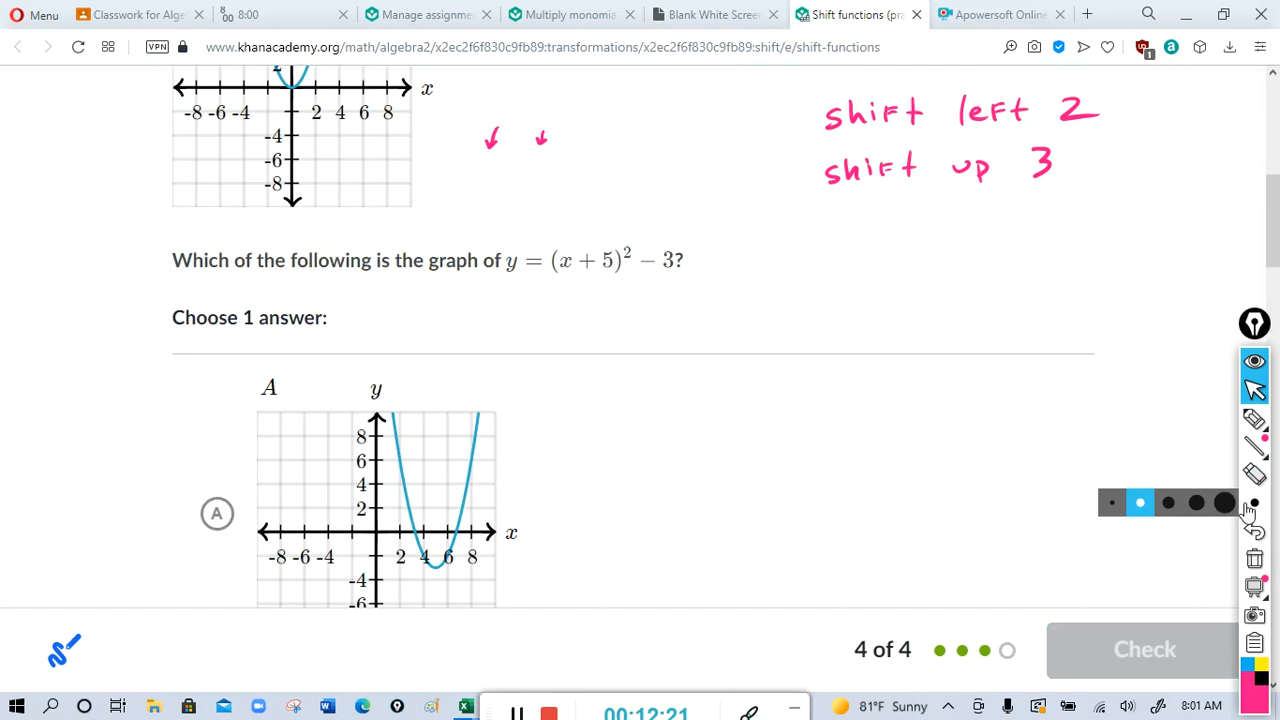 Menu Classwork for Alge 8:00 Manage assignme Multiply monomia Blank White Scree Shift functions (pra Apowersoft Online
VPN www.khanacademy.org/math/algebra2/x2ec2f6f830c9fb89:transformations/x2ec2f6f830c9fb89:shift/e/shift-functions 1
2
x
-8 -6 -4 2 4 6 8
-4
-6
-8
shift left 2
shift up 3
Which of the following is the graph of y = (x + 5)² − 3?
Choose 1 answer:
A
y
8
6
4
2
x
-8 -6 -4 2 4 6 8
-4
-6
A
4 of 4
Check
00:12:21
81°F Sunny
8:01 AM